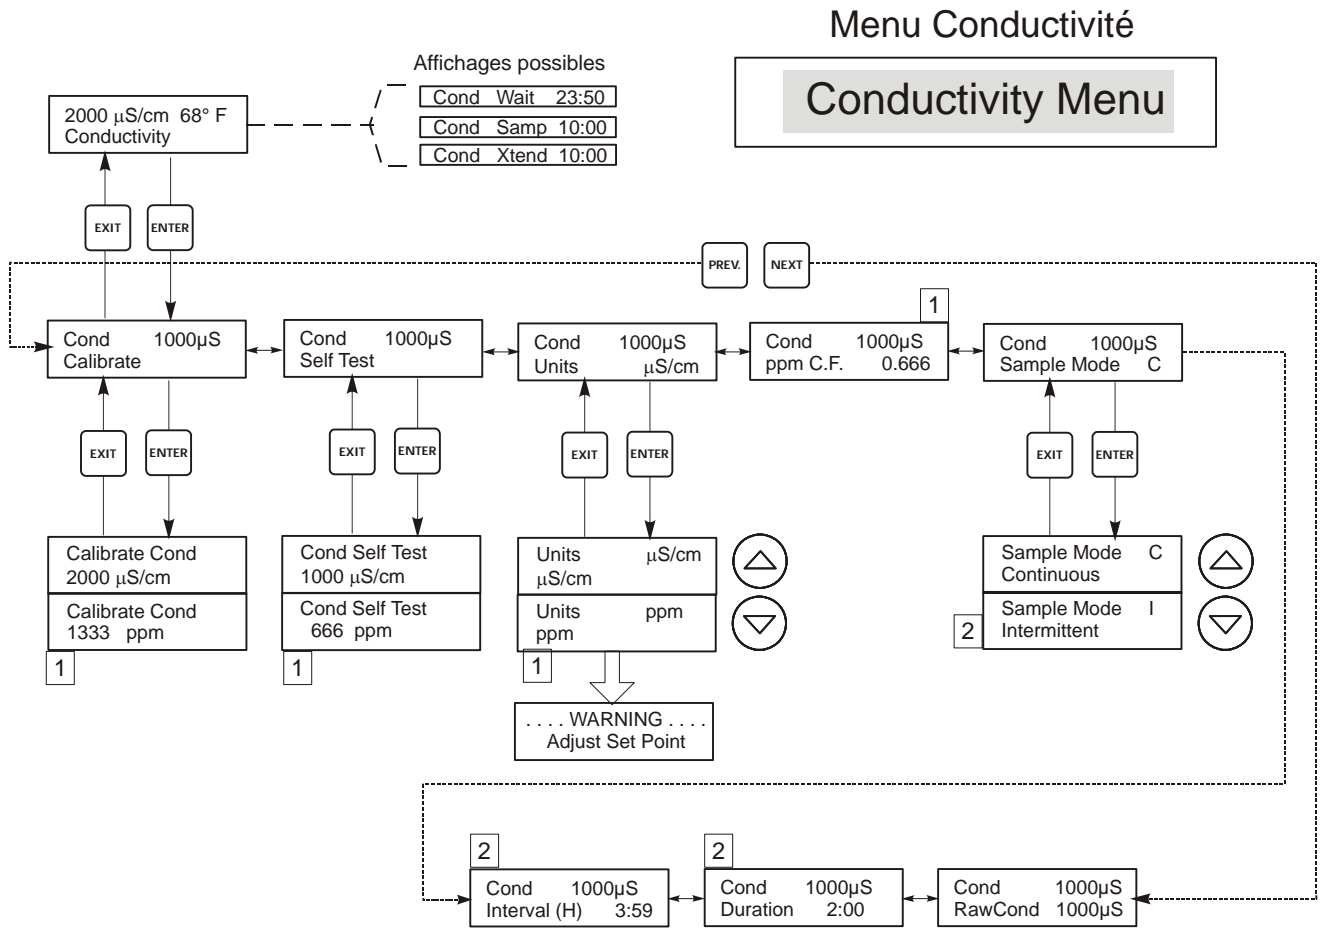 Menu Conductivité
Conductivity Menu
Affichages possibles
Cond Wait 23:50
Cond Samp 10:00
Cond Xtend 10:00
2000 µS/cm 68° F
Conductivity
EXIT
ENTER
PREV.
NEXT
Cond 1000µS
Calibrate
Cond 1000µS
Self Test
Cond 1000µS
Units µS/cm
1
Cond 1000µS
ppm C.F. 0.666
Cond 1000µS
Sample Mode C
EXIT
ENTER
EXIT
ENTER
EXIT
ENTER
EXIT
ENTER
Calibrate Cond
2000 µS/cm
Calibrate Cond
1333 ppm
1
Cond Self Test
1000 µS/cm
Cond Self Test
666 ppm
1
Units µS/cm
µS/cm
Units ppm
ppm
1
. . . . WARNING . . . .
Adjust Set Point
Sample Mode C
Continuous
Sample Mode I
Intermittent
2
2
Cond 1000µS
Interval (H) 3:59
2
Cond 1000µS
Duration 2:00
Cond 1000µS
RawCond 1000µS